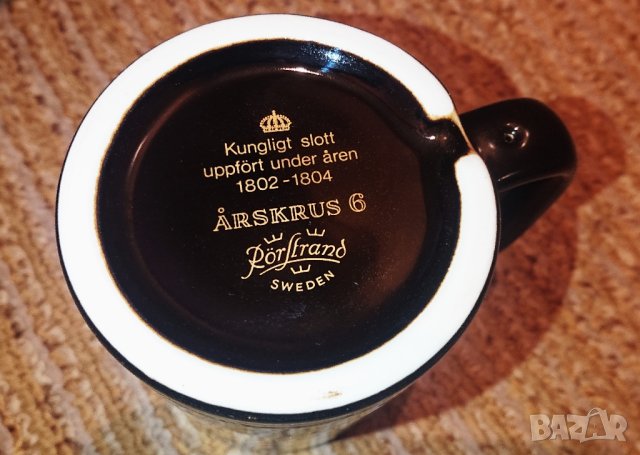 Kungligt slott
uppfört under åren
1802-1804
ÅRSKRUS 6
Rörstrand
SWEDEN
BAZAR